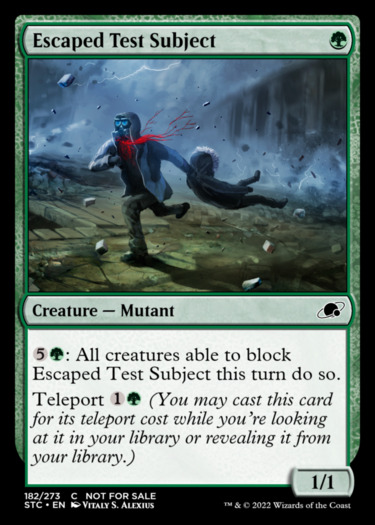 Escaped Test Subject
Creature — Mutant
5: All creatures able to block
Escaped Test Subject this turn do so.
Teleport 1 (You may cast this card
for its teleport cost while you’re looking
at it in your library or revealing it from
your library.)
1/1
182/273 C NOT FOR SALE
STC • EN Vitaly S. Alexius
™ & © 2022 Wizards of the Coast